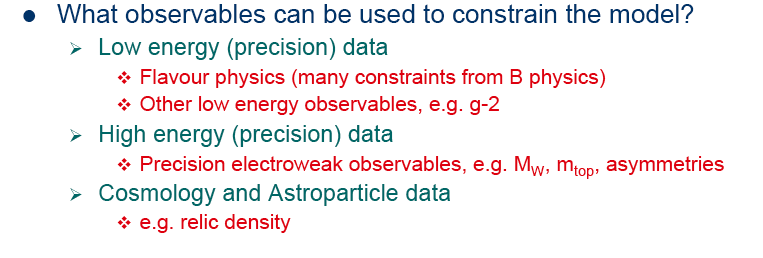 ● What observables can be used to constrain the model?
➢ Low energy (precision) data
❖ Flavour physics (many constraints from B physics)
❖ Other low energy observables, e.g. g-2
➢ High energy (precision) data
❖ Precision electroweak observables, e.g. M_W, m_top, asymmetries
➢ Cosmology and Astroparticle data
❖ e.g. relic density